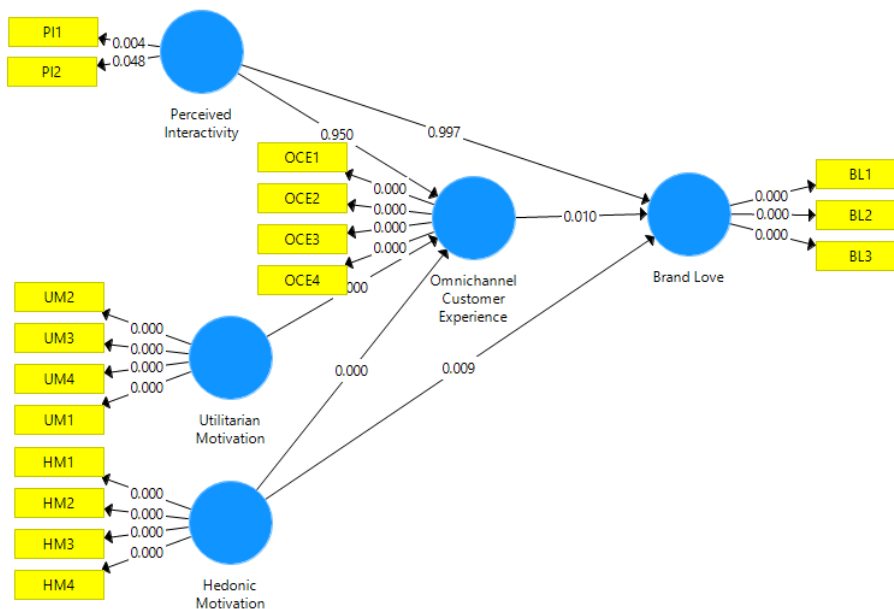 PI1
0.004
PI2
0.048
Perceived
Interactivity
0.950
0.997
OCE1
OCE2
OCE3
OCE4
0.000
0.000
0.000
0.000
000
0.010
Omnichannel
Customer
Experience
Brand Love
0.000
0.000
0.000
BL1
BL2
BL3
UM2
UM3
UM4
UM1
0.000
0.000
0.000
0.000
Utilitarian
Motivation
0.000
0.009
HM1
HM2
HM3
HM4
0.000
0.000
0.000
0.000
Hedonic
Motivation